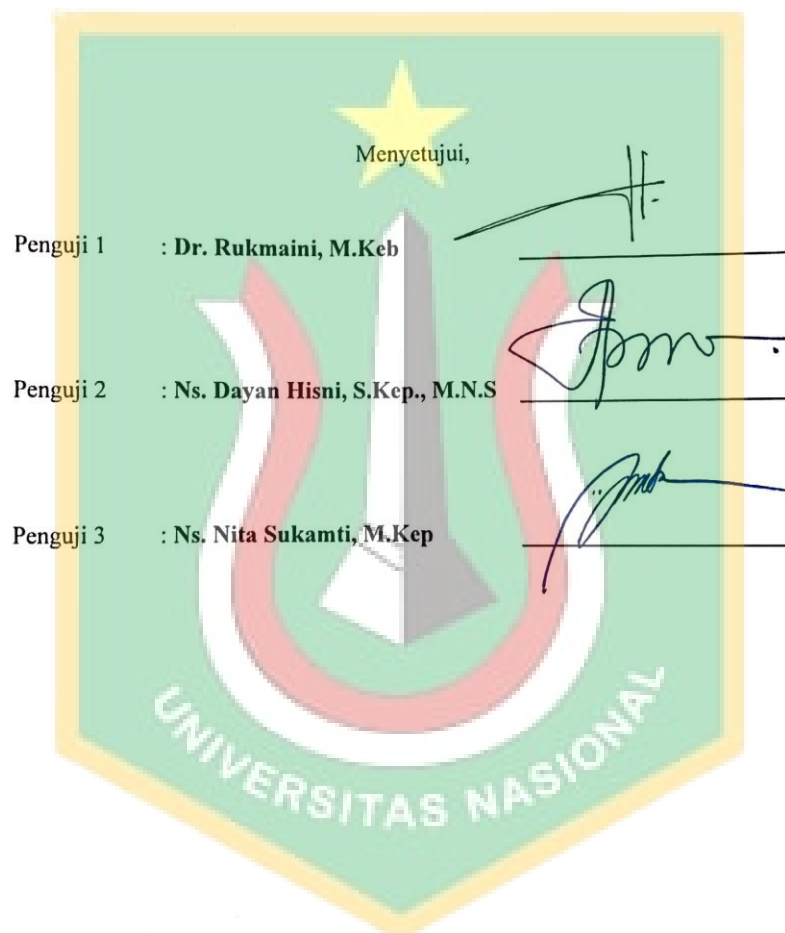 Menyetujui,
Penguji 1 : Dr. Rukmaini, M.Keb
Penguji 2 : Ns. Dayan Hisni, S.Kep., M.N.S
Penguji 3 : Ns. Nita Sukamti, M.Kep
UNIVERSITAS NASIONAL